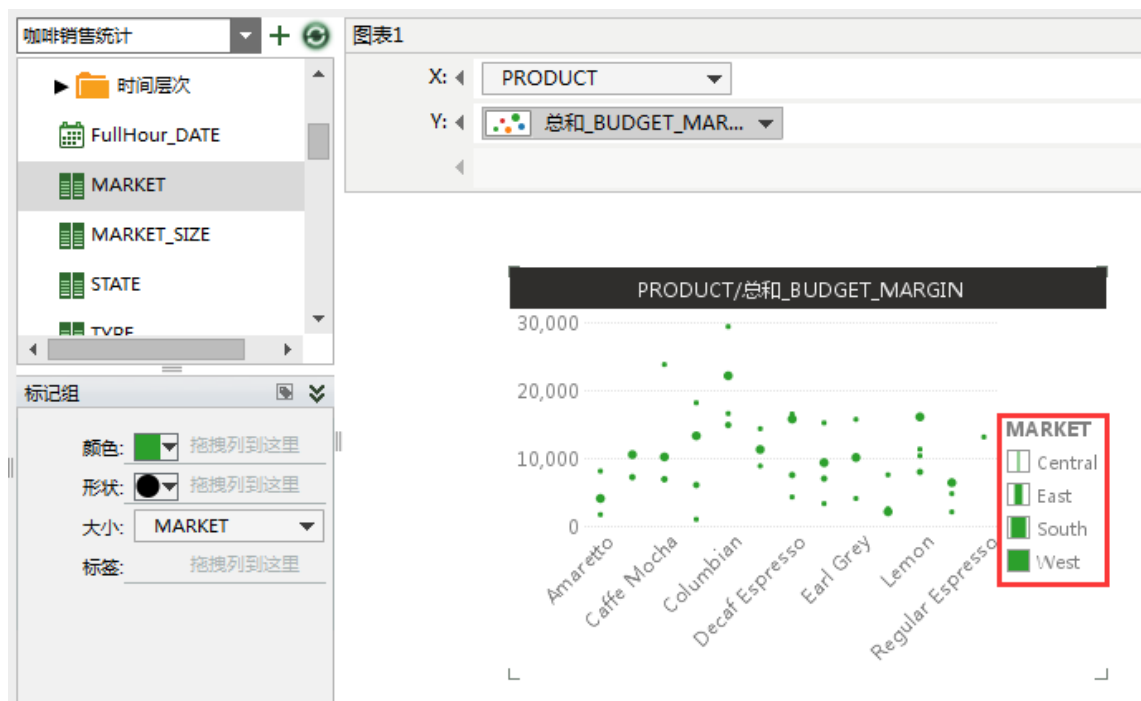 咖啡销售统计
时间层次
FullHour_DATE
MARKET
MARKET_SIZE
STATE
TYPE
标记组
颜色: 拖拽列到这里
形状: 拖拽列到这里
大小: MARKET
标签: 拖拽列到这里
图表1
X: PRODUCT
Y: 总和_BUDGET_MAR...
PRODUCT/总和_BUDGET_MARGIN
30,000
20,000
10,000
0
Amaretto
Caffe Mocha
Columbian
Decaf Espresso
Earl Grey
Lemon
Regular Espresso
MARKET
Central
East
South
West